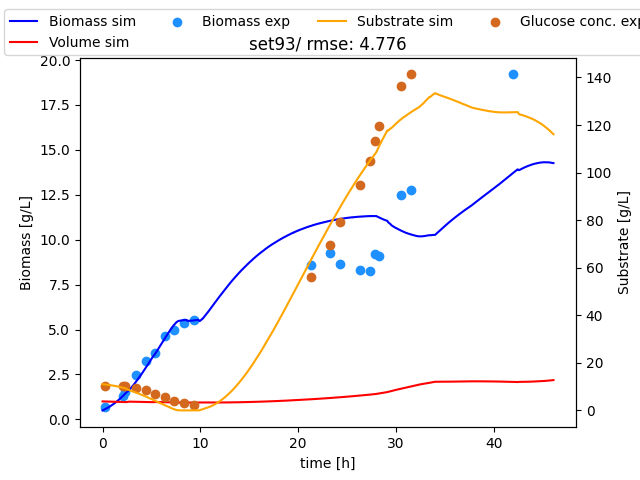 Biomass sim Biomass exp Substrate sim Glucose conc. exp
Volume sim
set93/ rmse: 4.776
20.0
17.5
15.0
12.5
10.0
7.5
5.0
2.5
0.0
Biomass [g/L]
140
120
100
80
60
40
20
0
Substrate [g/L]
0 10 20 30 40
time [h]